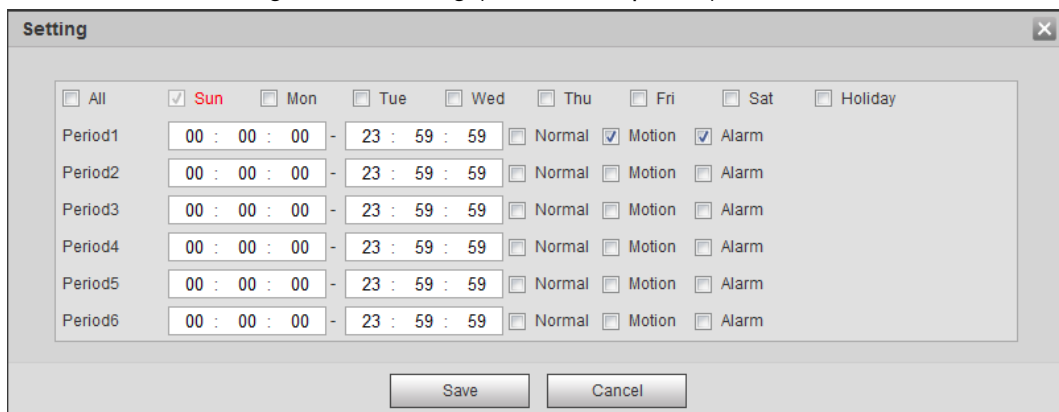 Setting
All Sun Mon Tue Wed Thu Fri Sat Holiday
Period1 00 : 00 : 00 - 23 : 59 : 59 Normal Motion Alarm
Period2 00 : 00 : 00 - 23 : 59 : 59 Normal Motion Alarm
Period3 00 : 00 : 00 - 23 : 59 : 59 Normal Motion Alarm
Period4 00 : 00 : 00 - 23 : 59 : 59 Normal Motion Alarm
Period5 00 : 00 : 00 - 23 : 59 : 59 Normal Motion Alarm
Period6 00 : 00 : 00 - 23 : 59 : 59 Normal Motion Alarm
Save Cancel